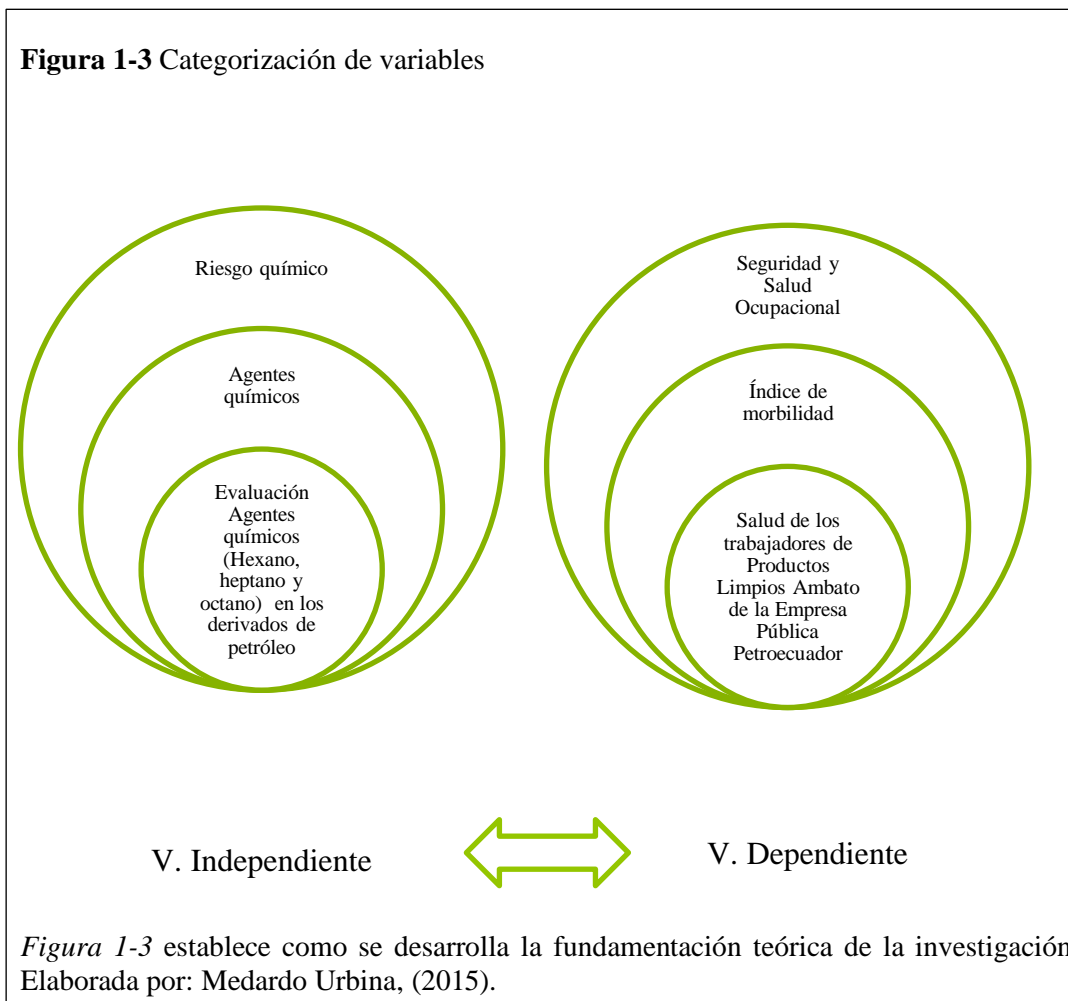 Figura 1-3 Categorización de variables
Riesgo químico
Agentes
químicos
Evaluación
Agentes
químicos
(Hexano,
heptano y
octano) en los
derivados de
petróleo
Seguridad y
Salud
Ocupacional
Índice de
morbilidad
Salud de los
trabajadores de
Productos
Limpios Ambato
de la Empresa
Pública
Petroecuador
V. Independiente
V. Dependiente
Figura 1-3 establece como se desarrolla la fundamentación teórica de la investigación
Elaborada por: Medardo Urbina, (2015).